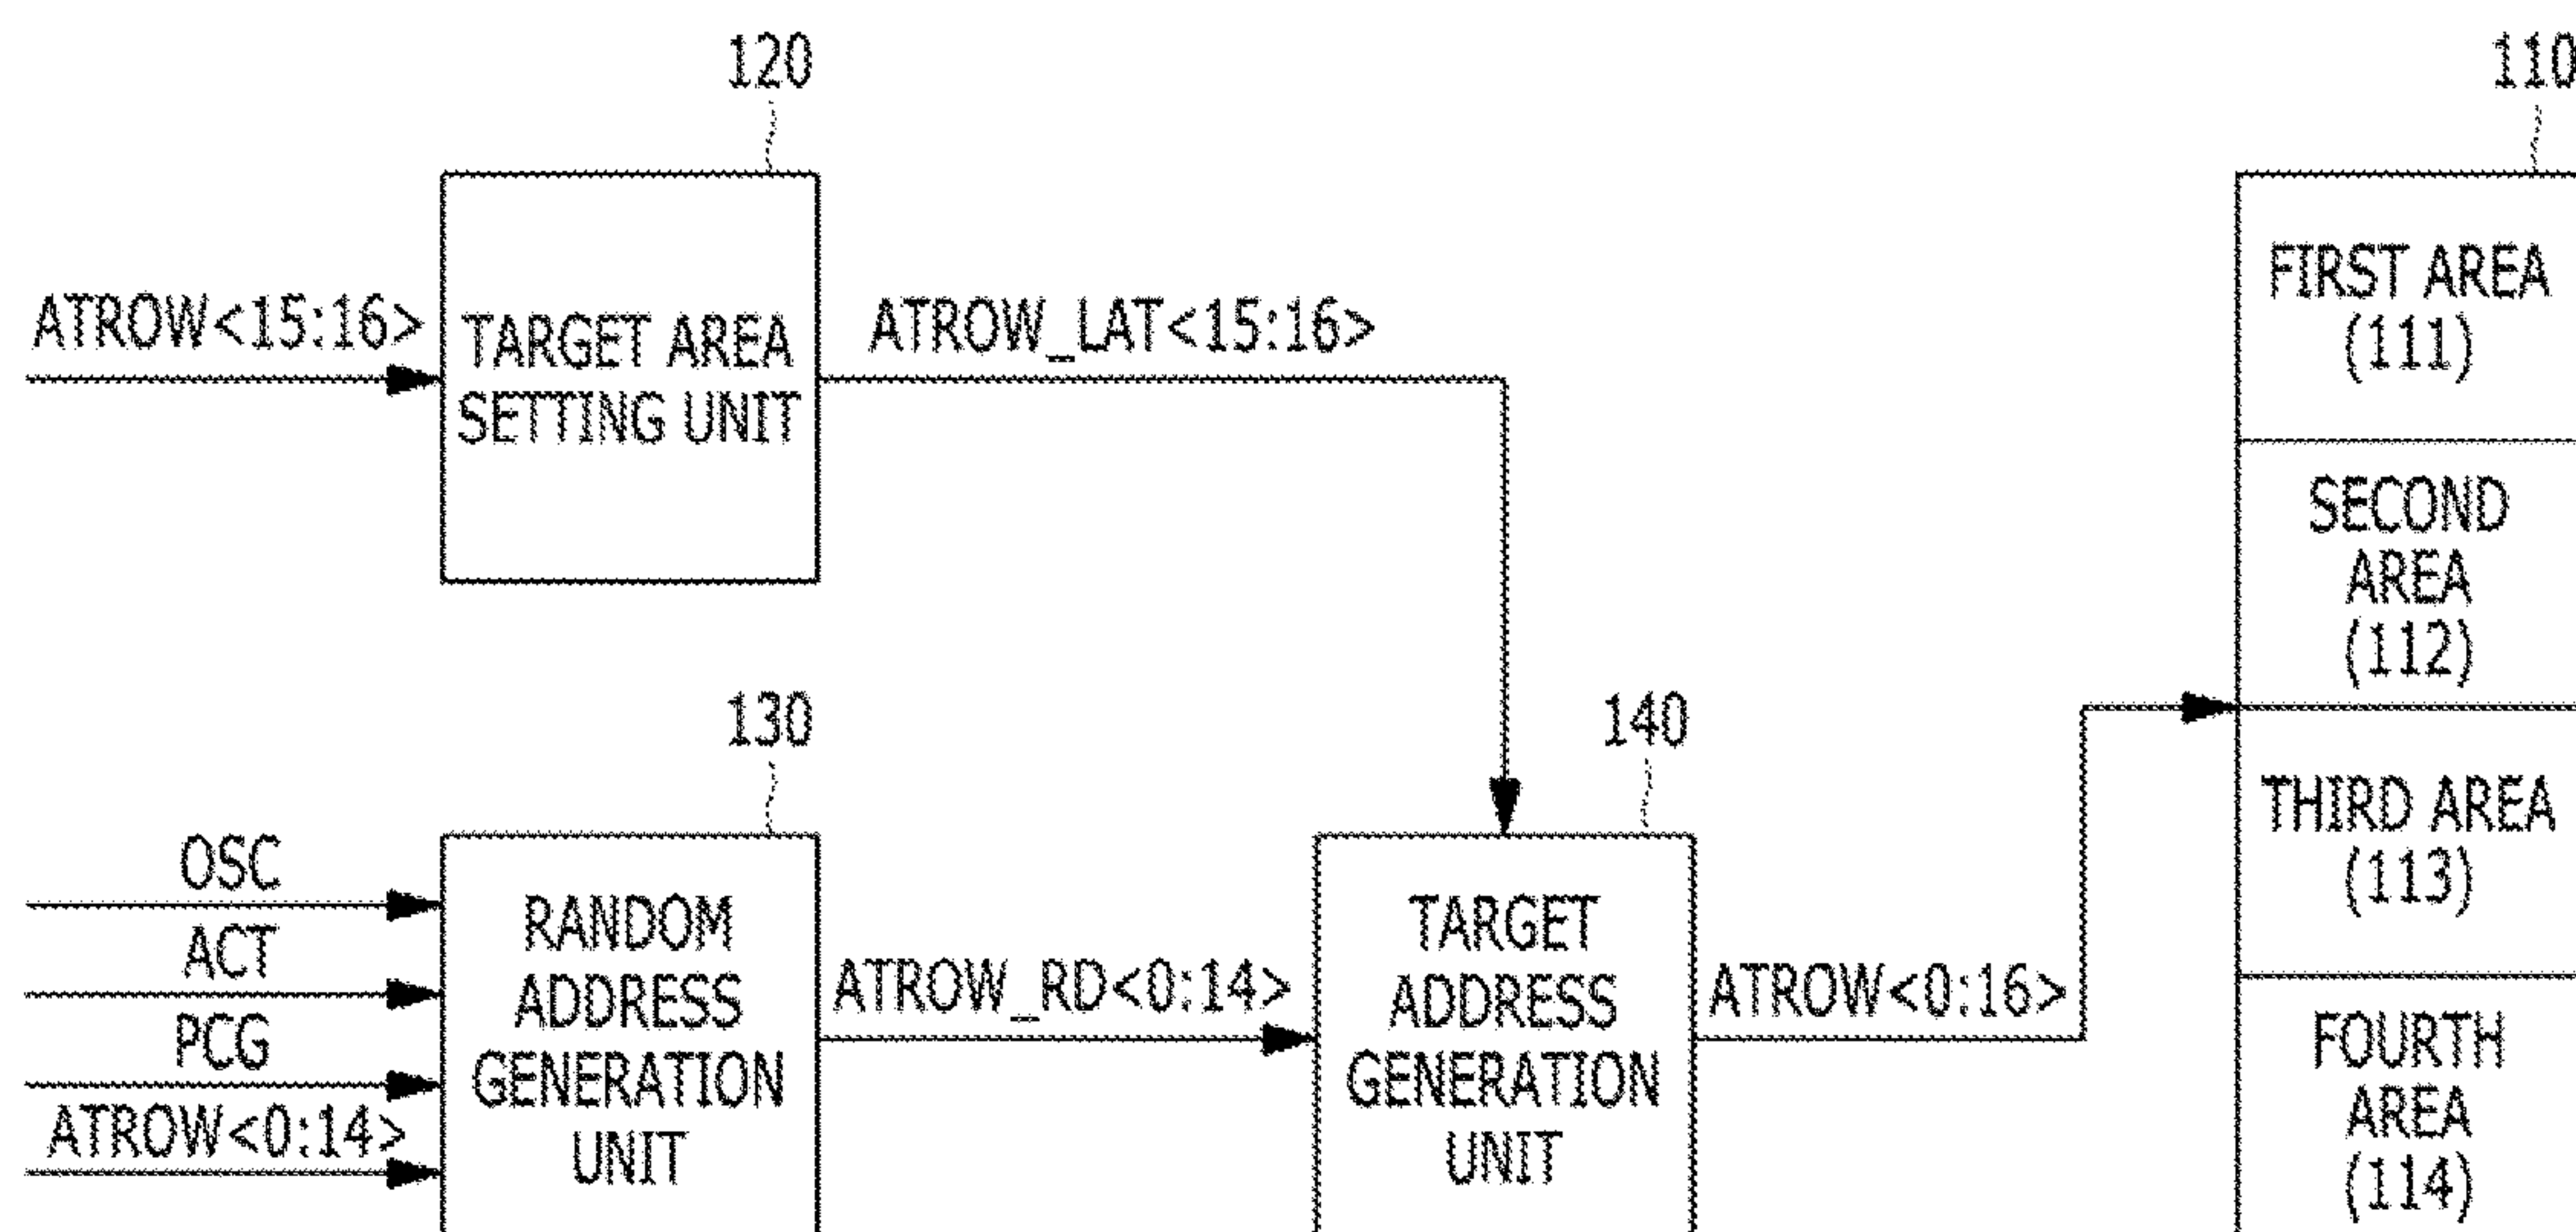 120
110
ATROW<15:16>
TARGET AREA
SETTING UNIT
ATROW_LAT<15:16>
FIRST AREA
(111)
SECOND
AREA
(112)
THIRD AREA
(113)
FOURTH
AREA
(114)
130
140
OSC
ACT
PCG
ATROW<0:14>
RANDOM
ADDRESS
GENERATION
UNIT
ATROW_RD<0:14>
TARGET
ADDRESS
GENERATION
UNIT
ATROW<0:16>